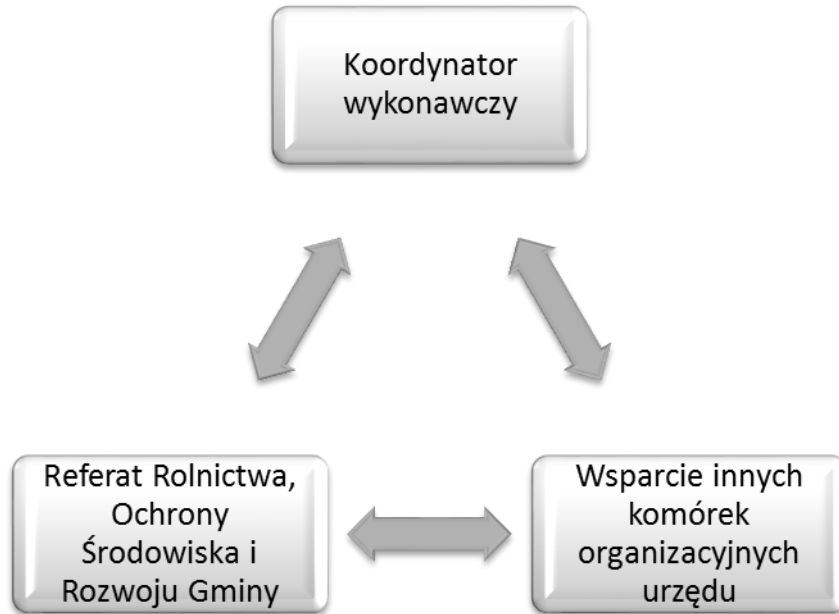 Koordynator
wykonawczy
Referat Rolnictwa,
Ochrony
Środowiska i
Rozwoju Gminy
Wsparcie innych
komórek
organizacyjnych
urzędu